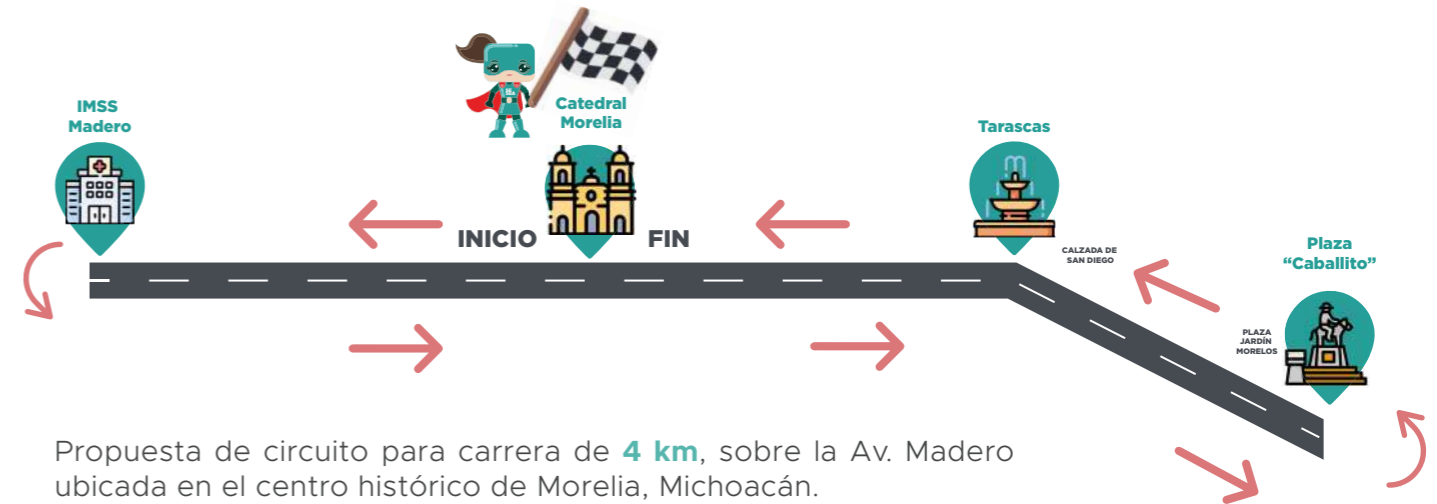 IMSS
Madero
Catedral
Morelia
Tarascas
INICIO
FIN
CALZADA DE
SAN DIEGO
Plaza
“Caballito”
PLAZA
JARDÍN
MORELOS
Propuesta de circuito para carrera de 4 km, sobre la Av. Madero
ubicada en el centro histórico de Morelia, Michoacán.